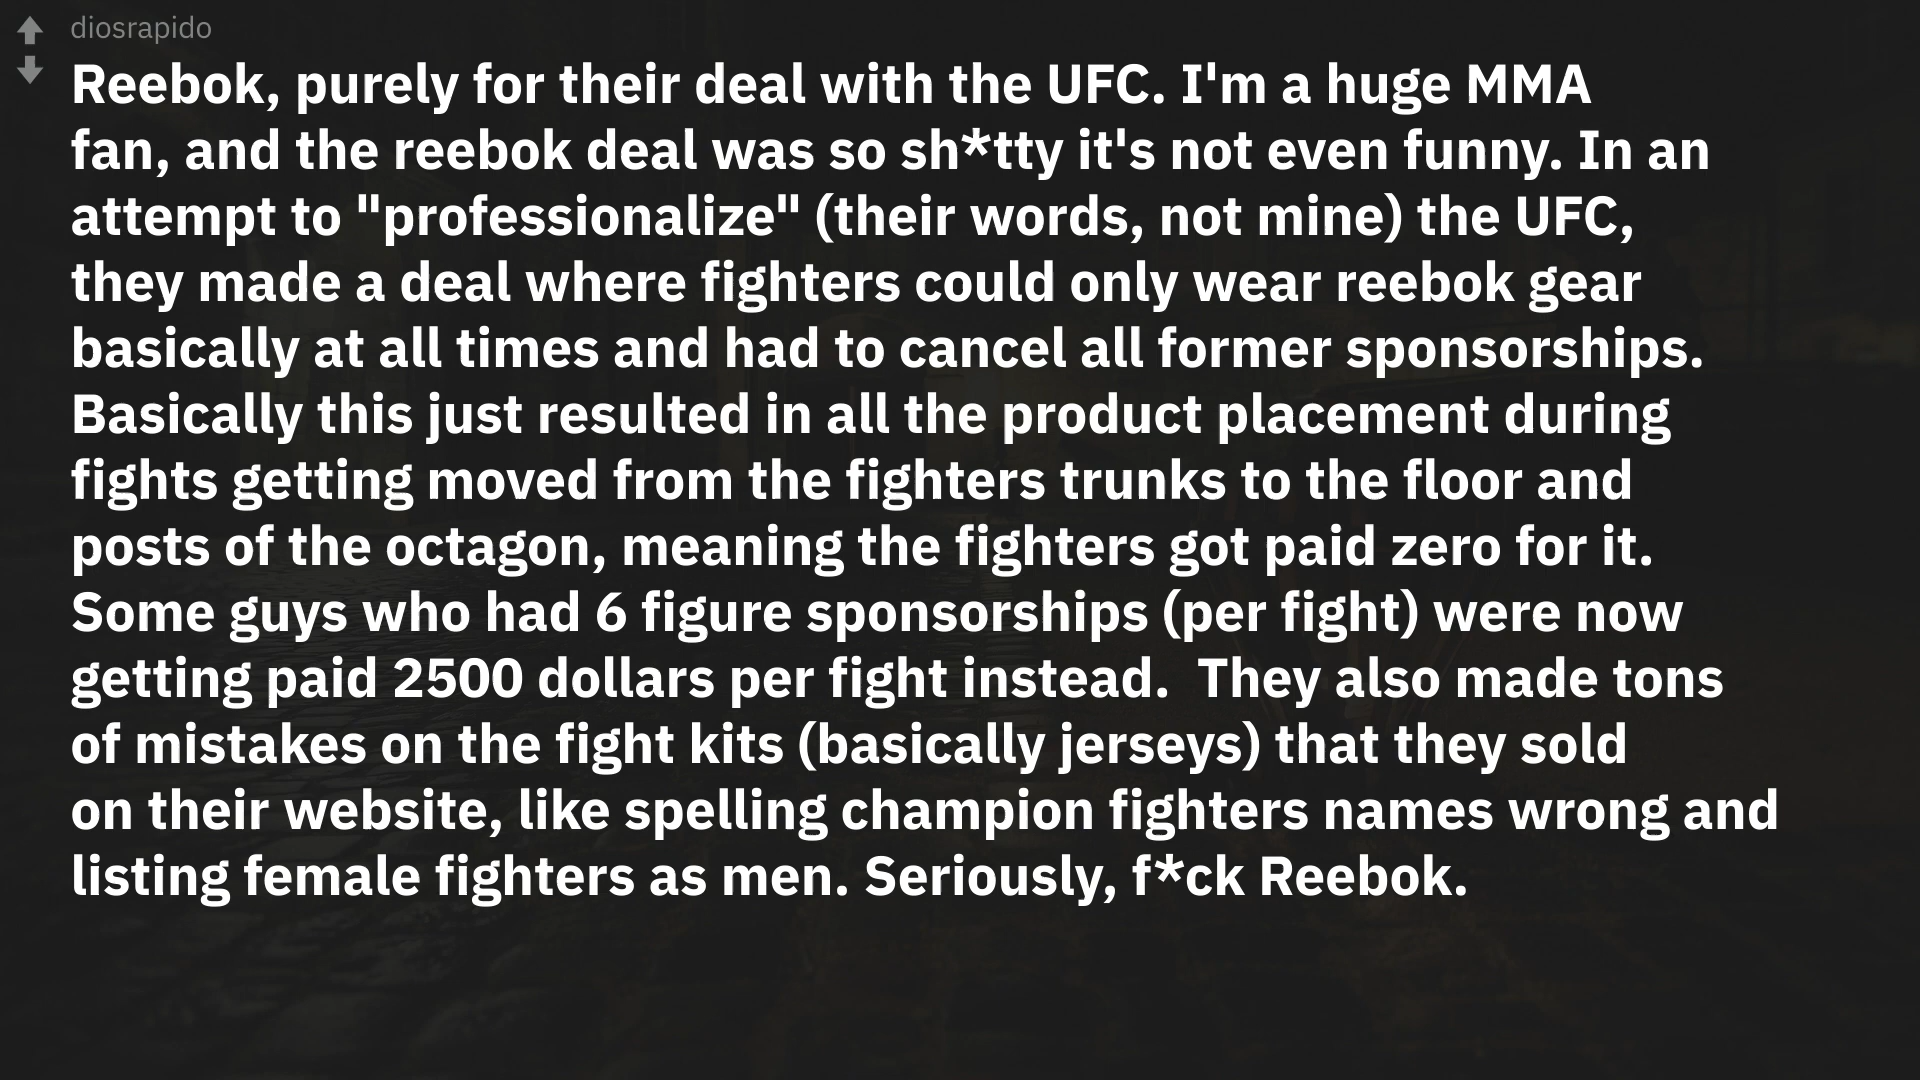 diosrapido
Reebok, purely for their deal with the UFC. I'm a huge MMA
fan, and the reebok deal was so sh*tty it's not even funny. In an
attempt to "professionalize" (their words, not mine) the UFC,
they made a deal where fighters could only wear reebok gear
basically at all times and had to cancel all former sponsorships.
Basically this just resulted in all the product placement during
fights getting moved from the fighters trunks to the floor and
posts of the octagon, meaning the fighters got paid zero for it.
Some guys who had 6 figure sponsorships (per fight) were now
getting paid 2500 dollars per fight instead.  They also made tons
of mistakes on the fight kits (basically jerseys) that they sold
on their website, like spelling champion fighters names wrong and
listing female fighters as men. Seriously, f*ck Reebok.